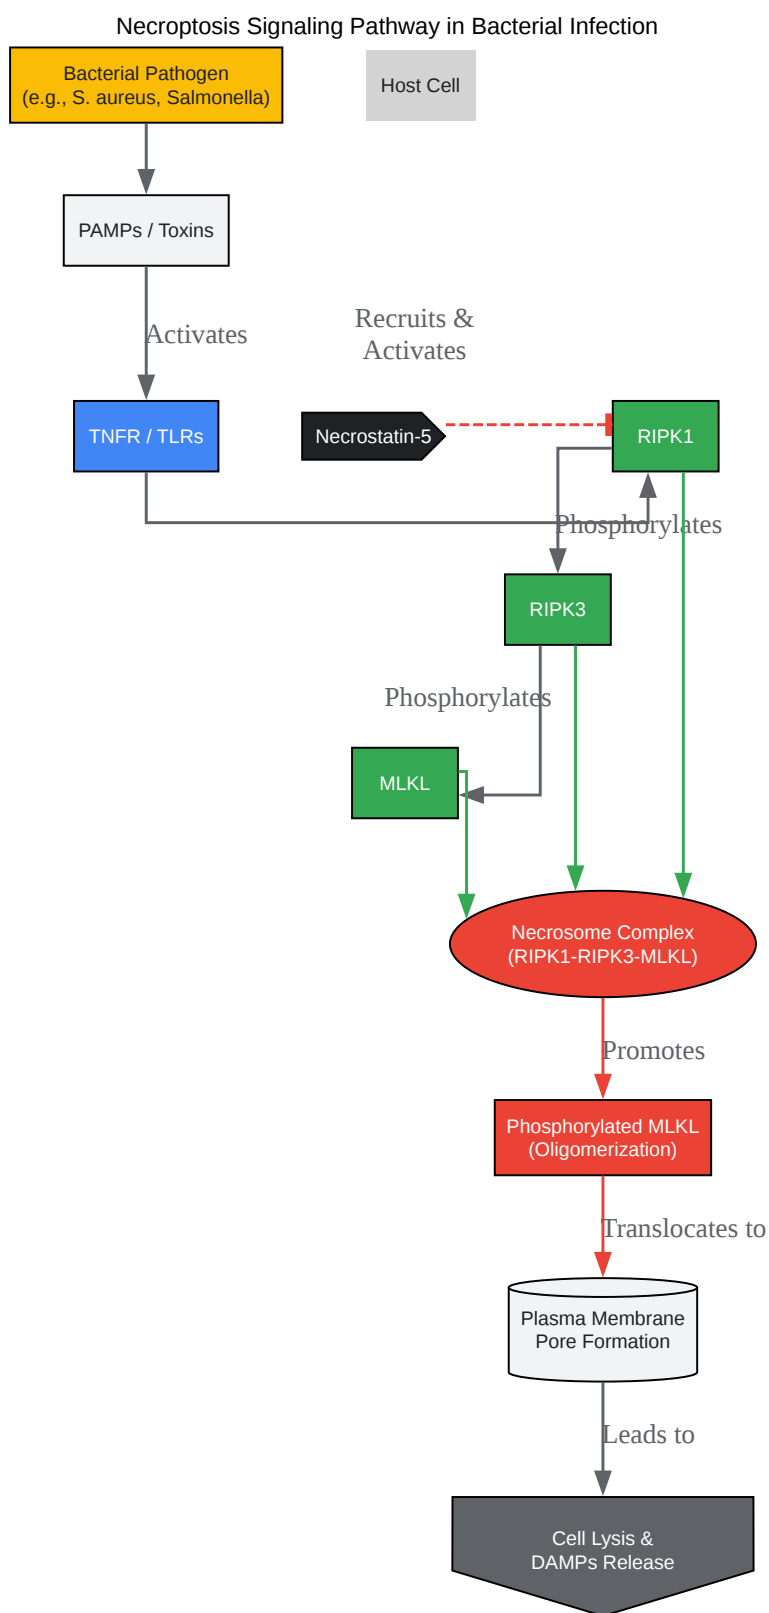 Necroptosis Signaling Pathway in Bacterial Infection
Bacterial Pathogen
(e.g., S. aureus, Salmonella)
Host Cell
PAMPs / Toxins
Activates
Recruits &
Activates
TNFR / TLRs
Necrostatin-5
RIPK1
Phosphorylates
RIPK3
Phosphorylates
MLKL
Necrosome Complex
(RIPK1-RIPK3-MLKL)
Promotes
Phosphorylated MLKL
(Oligomerization)
Translocates to
Plasma Membrane
Pore Formation
Leads to
Cell Lysis &
DAMPs Release